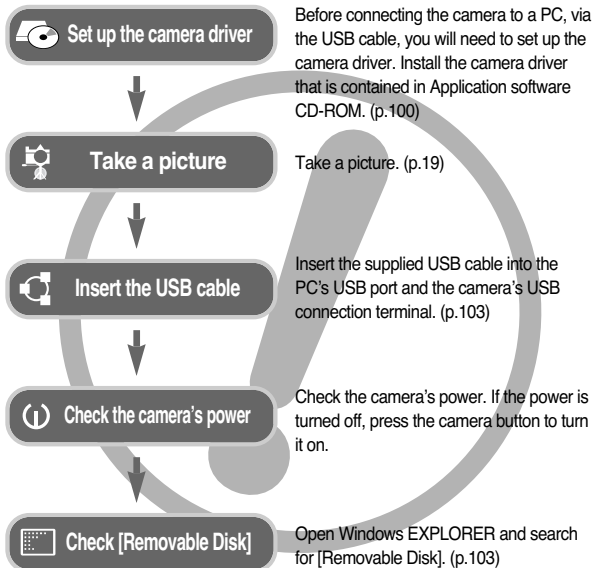 Set up the camera driver
Before connecting the camera to a PC, via
the USB cable, you will need to set up the
camera driver. Install the camera driver
that is contained in Application software
CD-ROM. (p.100)
Take a picture
Take a picture. (p.19)
Insert the USB cable
Insert the supplied USB cable into the
PC's USB port and the camera's USB
connection terminal. (p.103)
Check the camera's power
Check the camera's power. If the power is
turned off, press the camera button to turn
it on.
Check [Removable Disk]
Open Windows EXPLORER and search
for [Removable Disk]. (p.103)